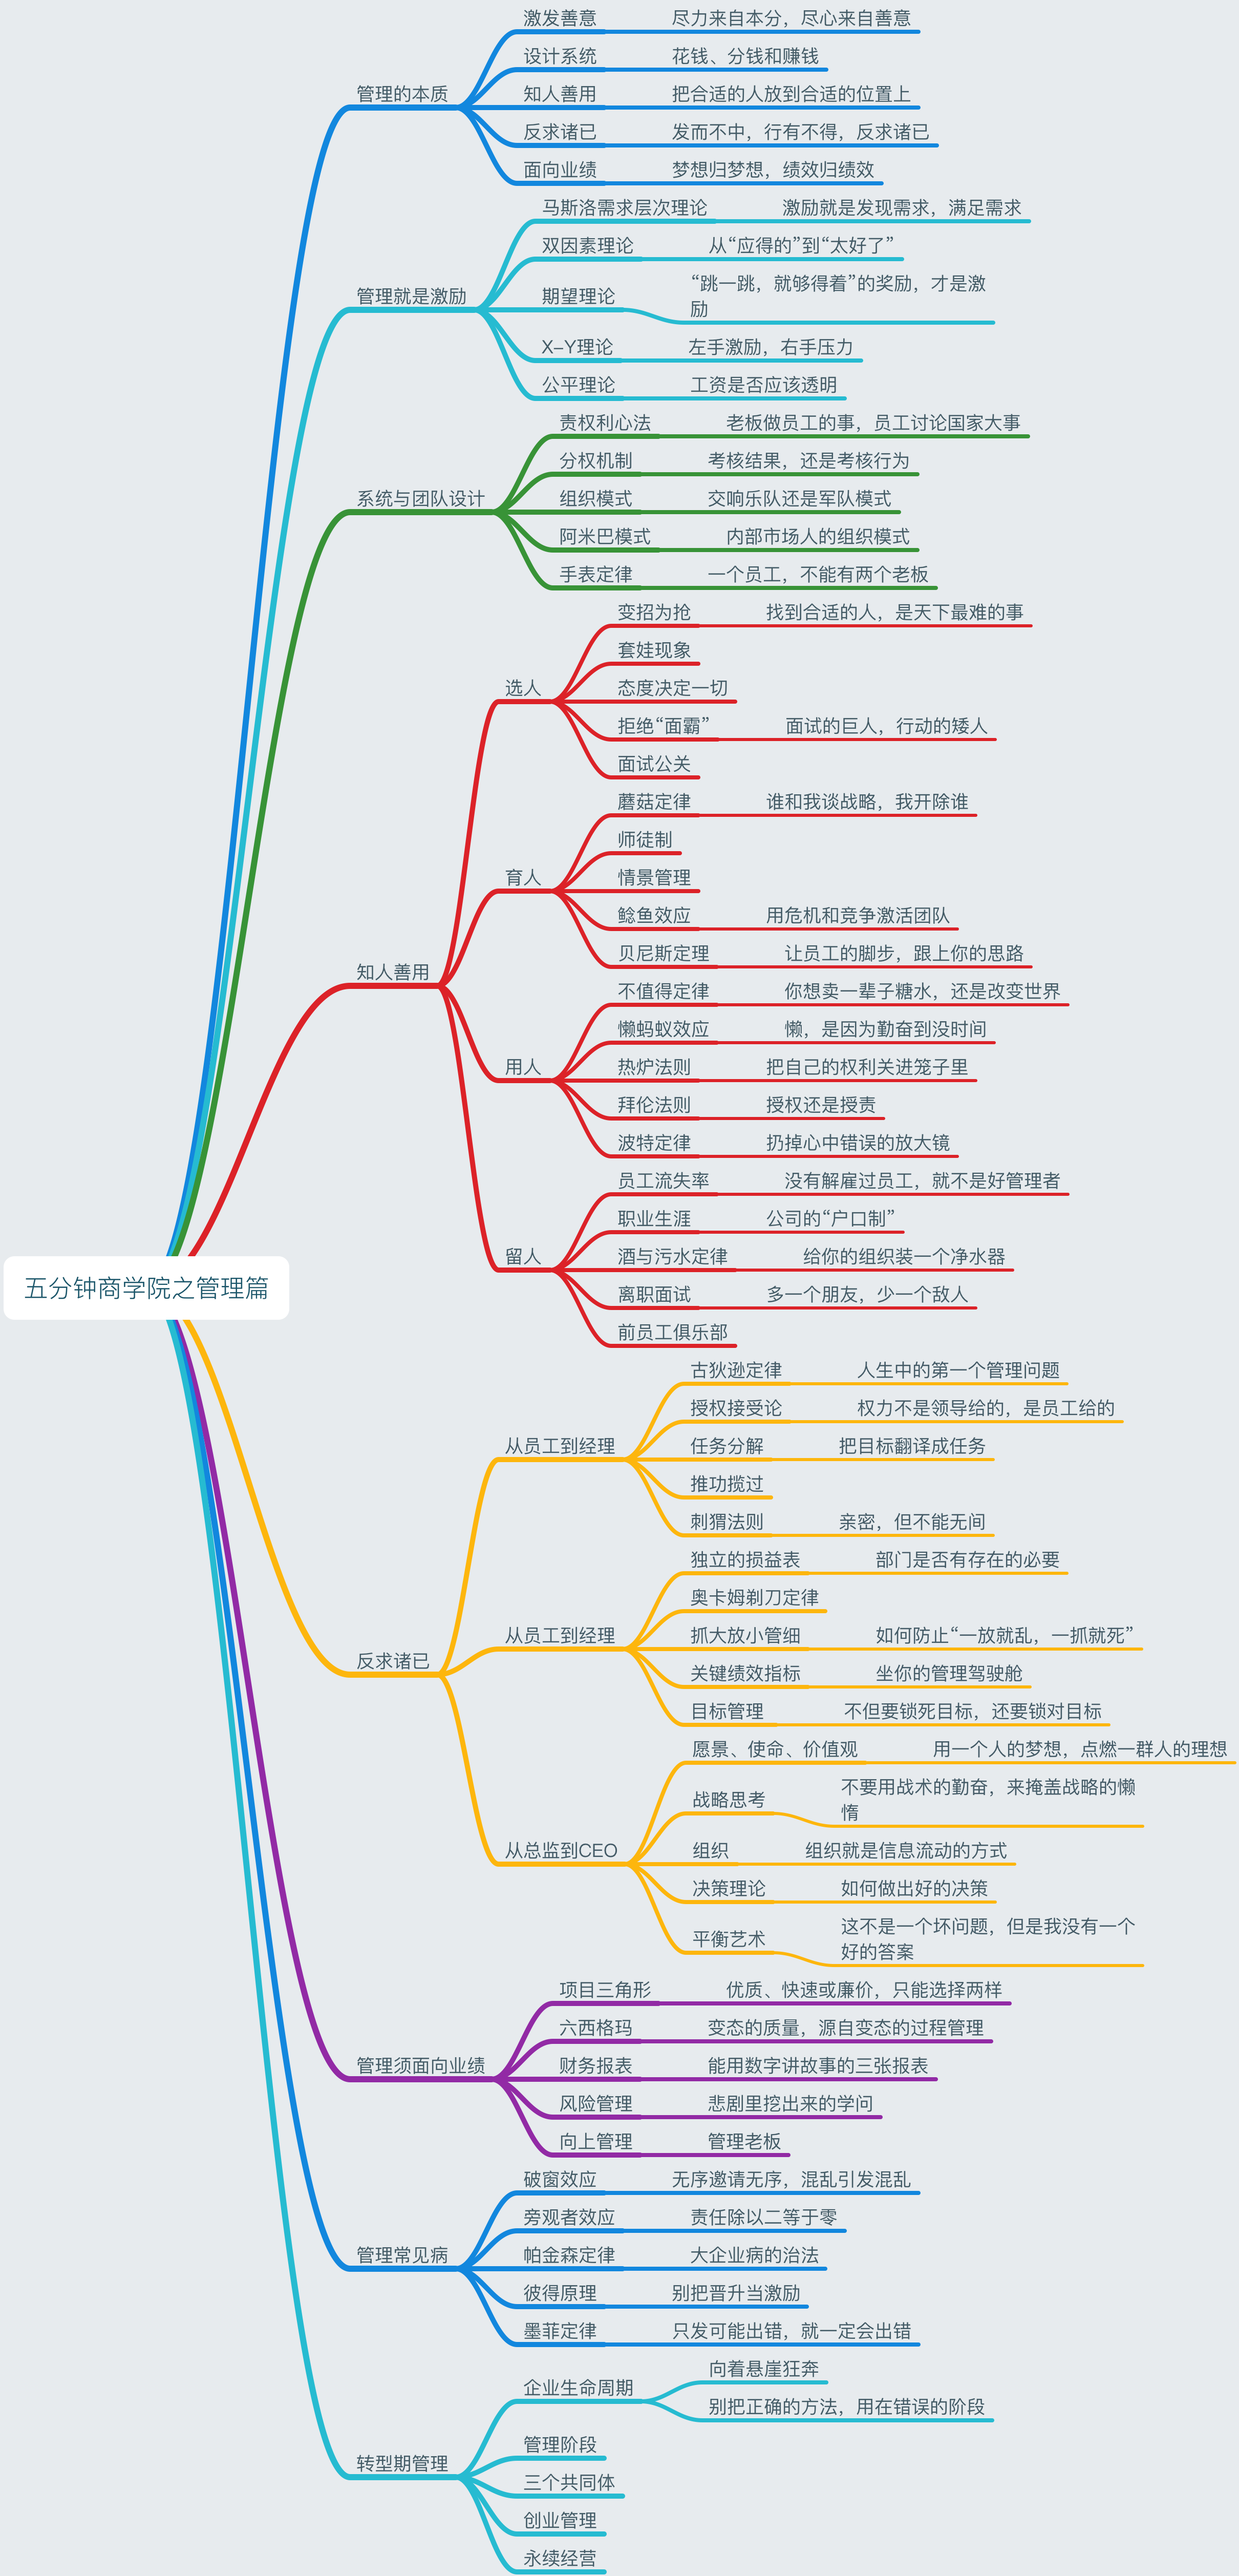 五分钟商学院之管理篇
管理的本质
激发善意
尽力来自本分，尽心来自善意
设计系统
花钱、分钱和赚钱
知人善用
把合适的人放到合适的位置上
反求诸已
发而不中，行有不得，反求诸已
面向业绩
梦想归梦想，绩效归绩效
管理就是激励
马斯洛需求层次理论
激励就是发现需求，满足需求
双因素理论
从“应得的”到“太好了”
期望理论
“跳一跳，就够得着”的奖励，才是激
励
X-Y理论
左手激励，右手压力
公平理论
工资是否应该透明
系统与团队设计
责权利心法
老板做员工的事，员工讨论国家大事
分权机制
考核结果，还是考核行为
组织模式
交响乐队还是军队模式
阿米巴模式
内部市场人的组织模式
手表定律
一个员工，不能有两个老板
知人善用
选人
变招为抢
找到合适的人，是天下最难的事
套娃现象
态度决定一切
拒绝“面霸”
面试的巨人，行动的矮人
面试公关
育人
蘑菇定律
谁和我谈战略，我开除谁
师徒制
情景管理
鲶鱼效应
用危机和竞争激活团队
贝尼斯定理
让员工的脚步，跟上你的思路
用人
不值得定律
你想卖一辈子糖水，还是改变世界
懒蚂蚁效应
懒，是因为勤奋到没时间
热炉法则
把自己的权利关进笼子里
拜伦法则
授权还是授责
波特定律
扔掉心中错误的放大镜
留人
员工流失率
没有解雇过员工，就不是好管理者
职业生涯
公司的“户口制”
酒与污水定律
给你的组织装一个净水器
离职面试
多一个朋友，少一个敌人
前员工俱乐部
反求诸已
从员工到经理
古狄逊定律
人生中的第一个管理问题
授权接受论
权力不是领导给的，是员工给的
任务分解
把目标翻译成任务
推功揽过
刺猬法则
亲密，但不能无间
从员工到经理
独立的损益表
部门是否有存在的必要
奥卡姆剃刀定律
抓大放小管细
如何防止“一放就乱，一抓就死”
关键绩效指标
坐你的管理驾驶舱
目标管理
不但要锁死目标，还要锁对目标
从总监到CEO
愿景、使命、价值观
用一个人的梦想，点燃一群人的理想
战略思考
不要用战术的勤奋，来掩盖战略的懒
惰
组织
组织就是信息流动的方式
决策理论
如何做出好的决策
平衡艺术
这不是一个坏问题，但是我没有一个
好的答案
管理须面向业绩
项目三角形
优质、快速或廉价，只能选择两样
六西格玛
变态的质量，源自变态的过程管理
财务报表
能用数字讲故事的三张报表
风险管理
悲剧里挖出来的学问
向上管理
管理老板
管理常见病
破窗效应
无序邀请无序，混乱引发混乱
旁观者效应
责任除以二等于零
帕金森定律
大企业病的治法
彼得原理
别把晋升当激励
墨菲定律
只发可能出错，就一定会出错
转型期管理
企业生命周期
向着悬崖狂奔
别把正确的方法，用在错误的阶段
管理阶段
三个共同体
创业管理
永续经营